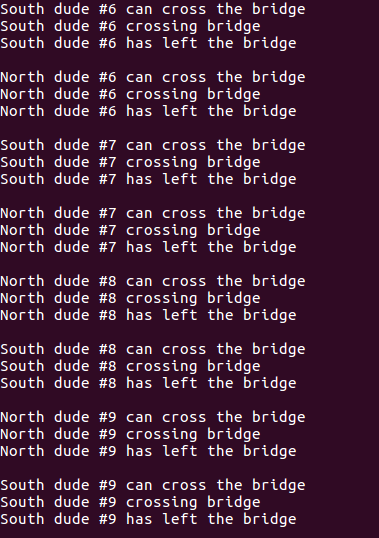 South dude #6 can cross the bridge
South dude #6 crossing bridge
South dude #6 has left the bridge
North dude #6 can cross the bridge
North dude #6 crossing bridge
North dude #6 has left the bridge
South dude #7 can cross the bridge
South dude #7 crossing bridge
South dude #7 has left the bridge
North dude #7 can cross the bridge
North dude #7 crossing bridge
North dude #7 has left the bridge
North dude #8 can cross the bridge
North dude #8 crossing bridge
North dude #8 has left the bridge
South dude #8 can cross the bridge
South dude #8 crossing bridge
South dude #8 has left the bridge
North dude #9 can cross the bridge
North dude #9 crossing bridge
North dude #9 has left the bridge
South dude #9 can cross the bridge
South dude #9 crossing bridge
South dude #9 has left the bridge